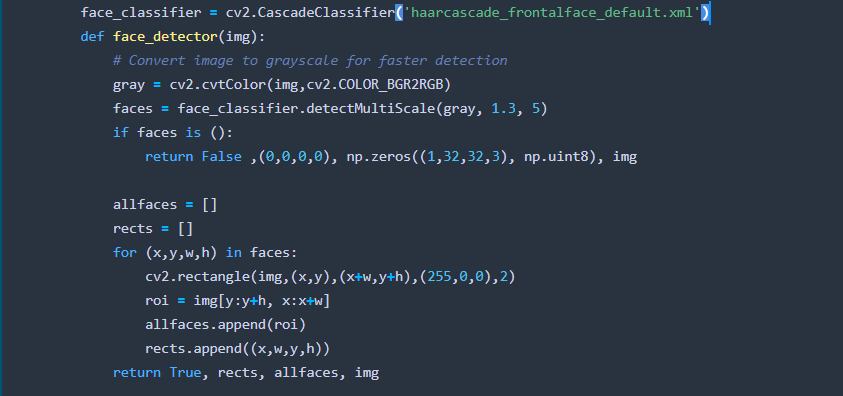 face_classifier = cv2.CascadeClassifier('haarcascade_frontalface_default.xml')
def face_detector(img):
    # Convert image to grayscale for faster detection
    gray = cv2.cvtColor(img,cv2.COLOR_BGR2RGB)
    faces = face_classifier.detectMultiScale(gray, 1.3, 5)
    if faces is ():
        return False ,(0,0,0,0), np.zeros((1,32,32,3), np.uint8), img

    allfaces = []
    rects = []
    for (x,y,w,h) in faces:
        cv2.rectangle(img,(x,y),(x+w,y+h),(255,0,0),2)
        roi = img[y:y+h, x:x+w]
        allfaces.append(roi)
        rects.append((x,w,y,h))
    return True, rects, allfaces, img